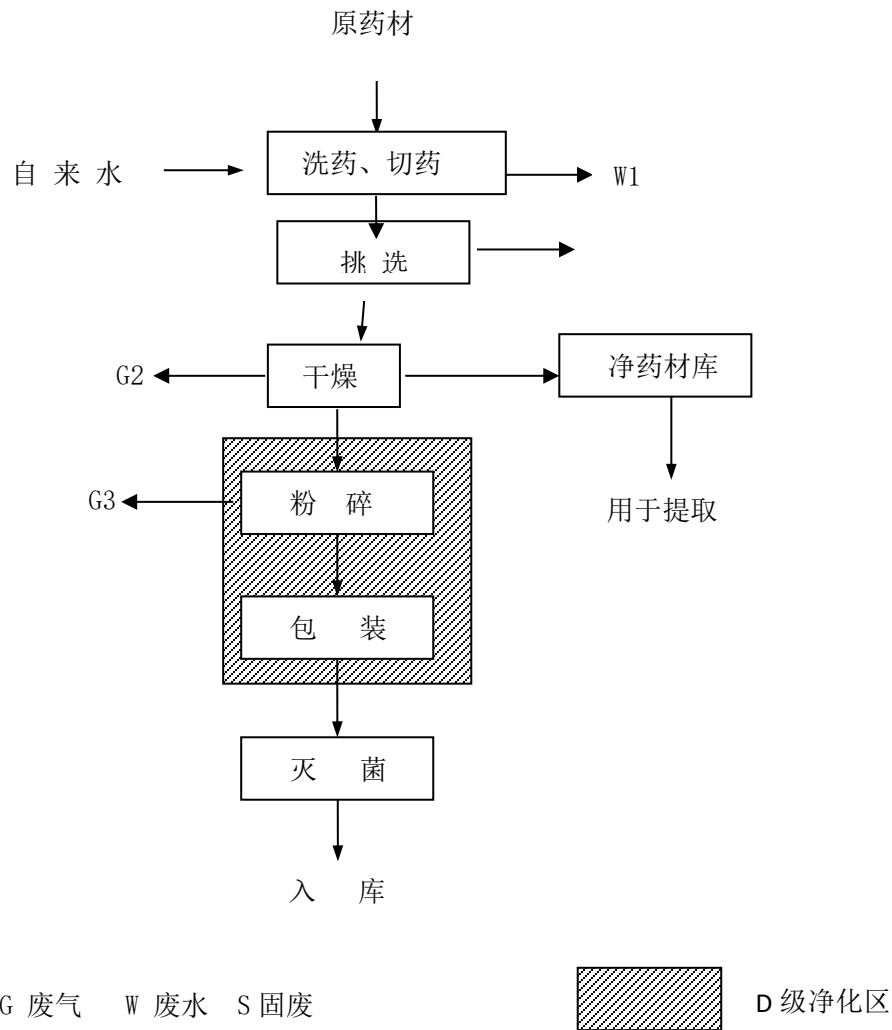 原药材
自 来 水
洗药、切药
W1
挑 选
G2
干燥
净药材库
G3
粉 碎
用于提取
包 装
灭 菌
入 库
G 废气 W 废水 S 固废
D 级净化区